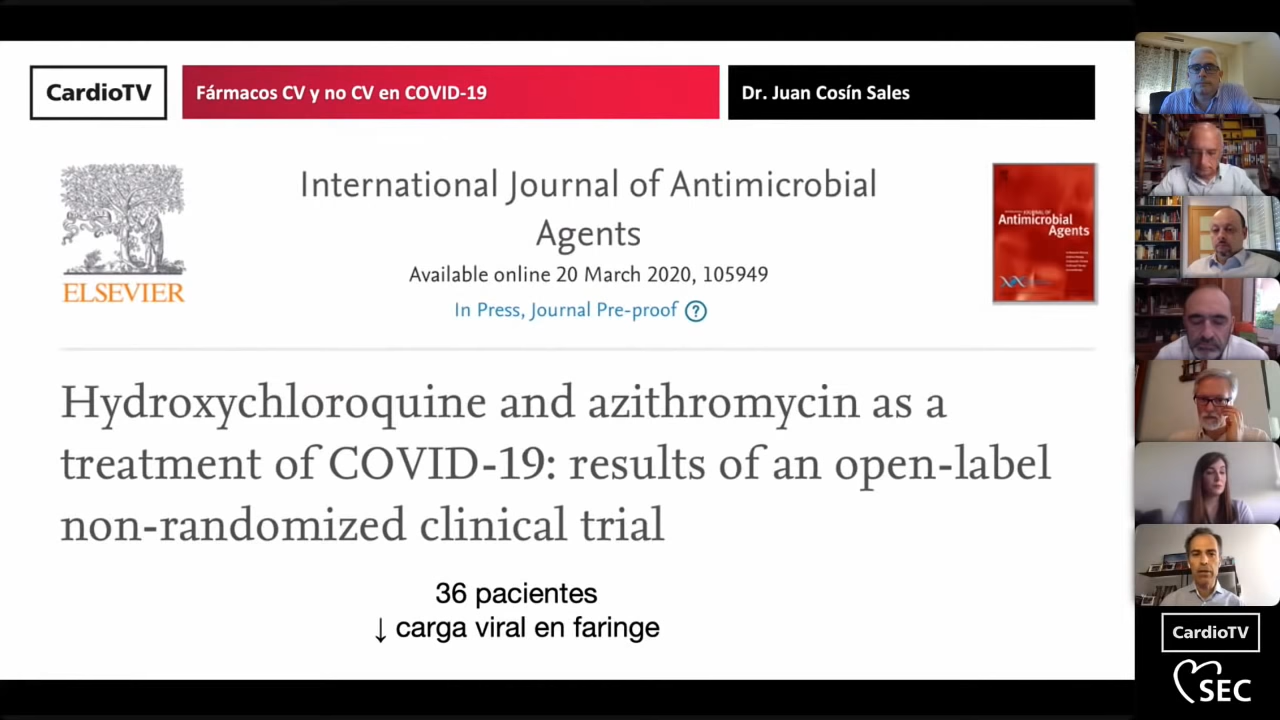 CardioTV
Fármacos CV y no CV en COVID-19
Dr. Juan Cosín Sales
ELSEVIER
International Journal of Antimicrobial
Agents
Available online 20 March 2020, 105949
In Press, Journal Pre-proof ?
Antimicrobial
Agents
Hydroxychloroquine and azithromycin as a
treatment of COVID-19: results of an open-label
non-randomized clinical trial
36 pacientes
↓ carga viral en faringe
CardioTV
SEC